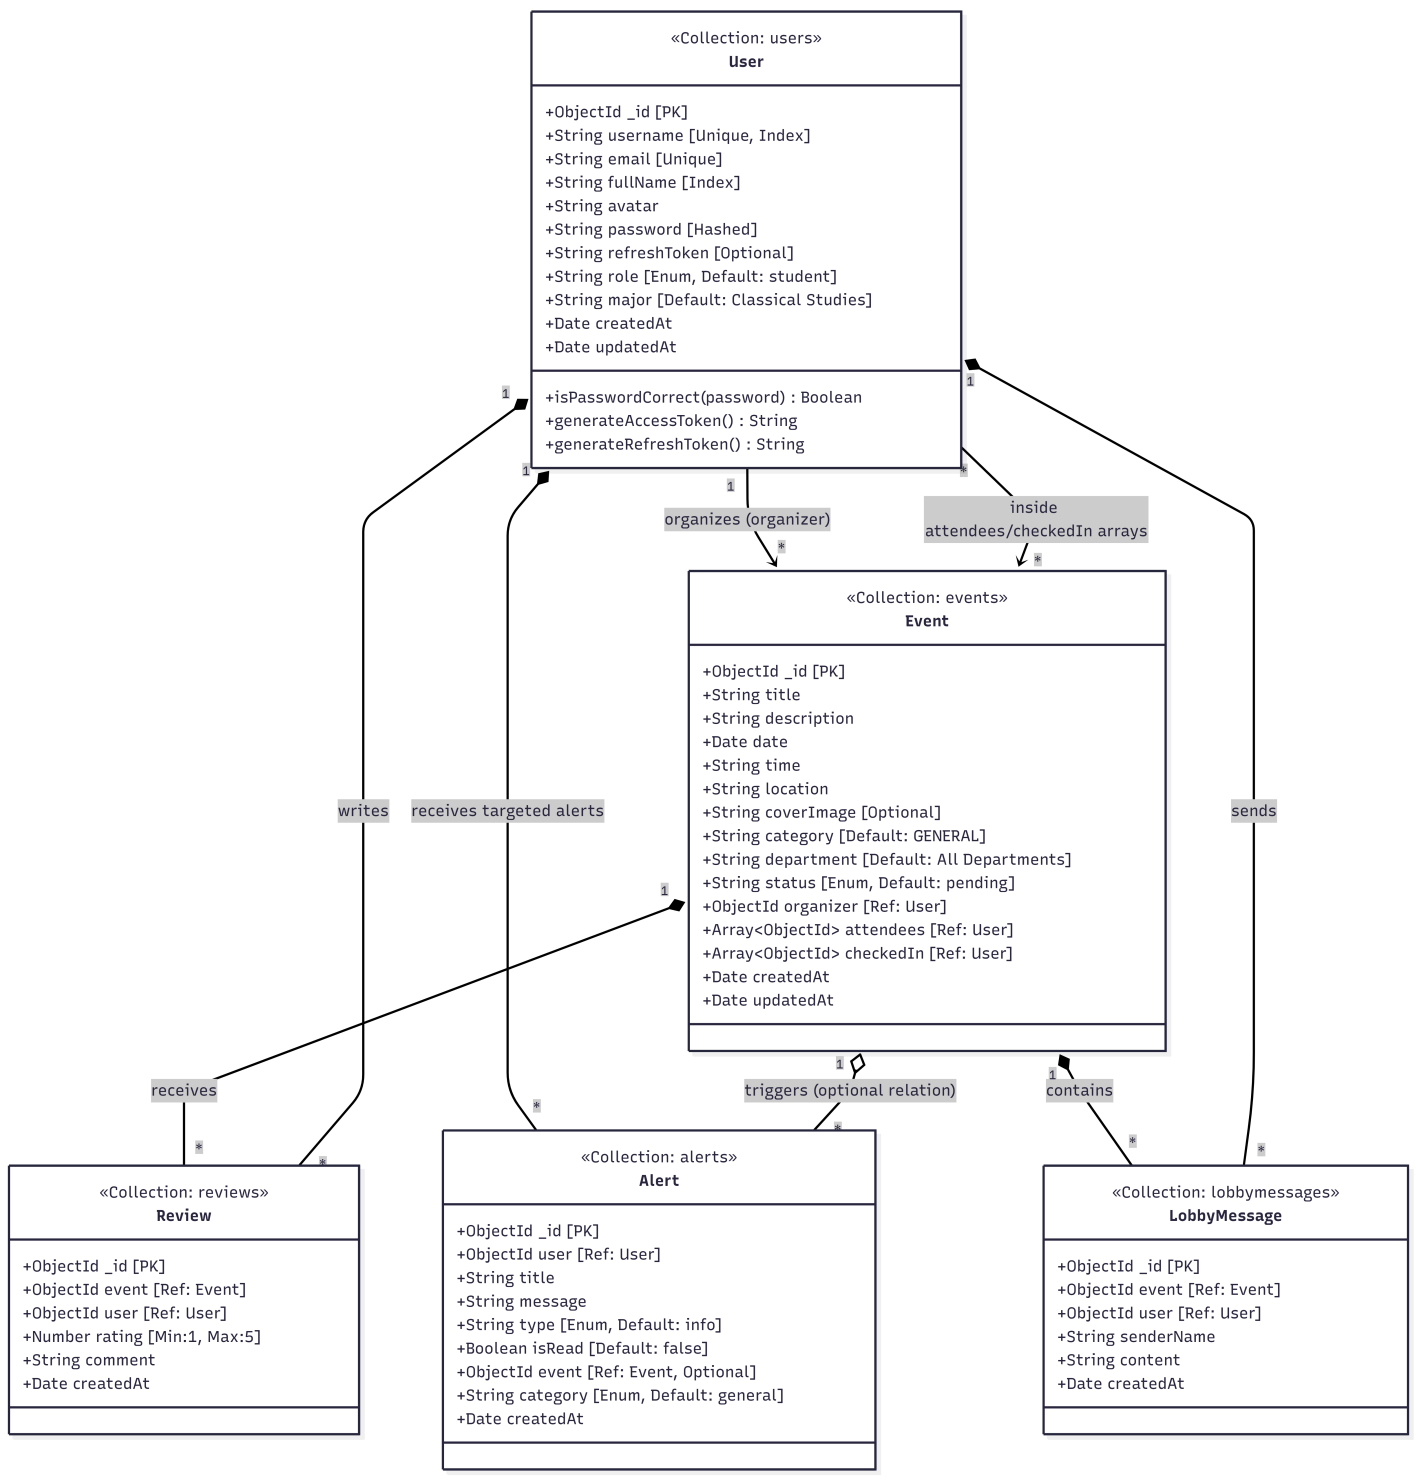 «Collection: users»
User
+ObjectId _id [PK]
+String username [Unique, Index]
+String email [Unique]
+String fullName [Index]
+String avatar
+String password [Hashed]
+String refreshToken [Optional]
+String role [Enum, Default: student]
+String major [Default: Classical Studies]
+Date createdAt
+Date updatedAt
+isPasswordCorrect(password) : Boolean
+generateAccessToken() : String
+generateRefreshToken() : String
1
1
1
1
*
organizes (organizer)
*
inside
attendees/checkedIn arrays
*
«Collection: events»
Event
+ObjectId _id [PK]
+String title
+String description
+Date date
+String time
+String location
+String coverImage [Optional]
+String category [Default: GENERAL]
+String department [Default: All Departments]
+String status [Enum, Default: pending]
+ObjectId organizer [Ref: User]
+Array<ObjectId> attendees [Ref: User]
+Array<ObjectId> checkedIn [Ref: User]
+Date createdAt
+Date updatedAt
writes
receives targeted alerts
sends
1
1
1
receives
triggers (optional relation)
contains
*
*
*
*
*
*
«Collection: reviews»
Review
+ObjectId _id [PK]
+ObjectId event [Ref: Event]
+ObjectId user [Ref: User]
+Number rating [Min:1, Max:5]
+String comment
+Date createdAt
«Collection: alerts»
Alert
+ObjectId _id [PK]
+ObjectId user [Ref: User]
+String title
+String message
+String type [Enum, Default: info]
+Boolean isRead [Default: false]
+ObjectId event [Ref: Event, Optional]
+String category [Enum, Default: general]
+Date createdAt
«Collection: lobbymessages»
LobbyMessage
+ObjectId _id [PK]
+ObjectId event [Ref: Event]
+ObjectId user [Ref: User]
+String senderName
+String content
+Date createdAt